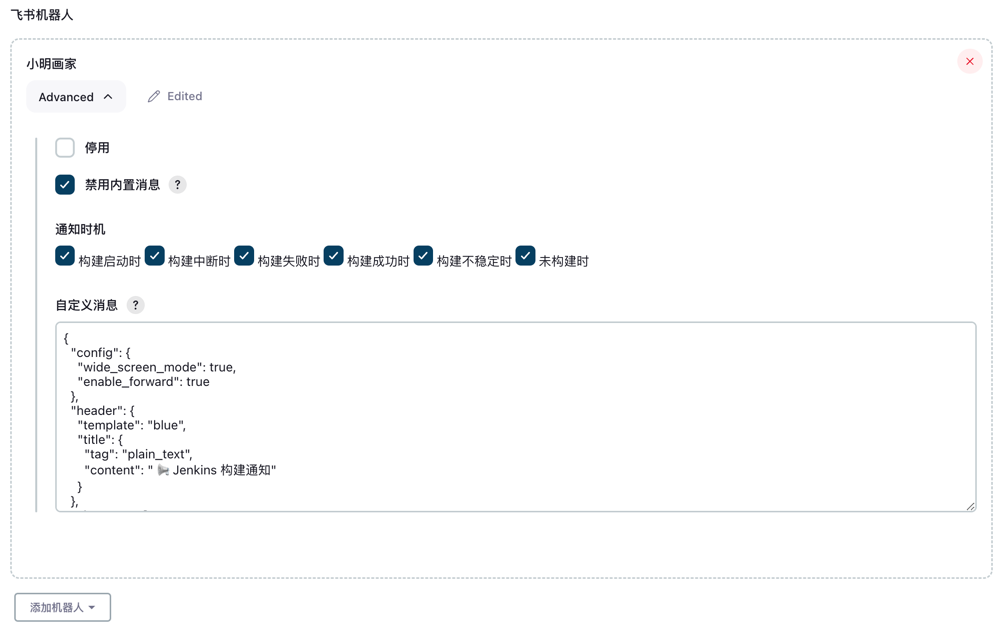 飞书机器人
小明画家
Advanced Edited
停用
禁用内置消息 ?
通知时机
构建启动时 构建中断时 构建失败时 构建成功时 构建不稳定时 未构建时
自定义消息 ?
{
"config": {
"wide_screen_mode": true,
"enable_forward": true
},
"header": {
"template": "blue",
"title": {
"tag": "plain_text",
"content": "📢 Jenkins 构建通知"
}
},
添加机器人